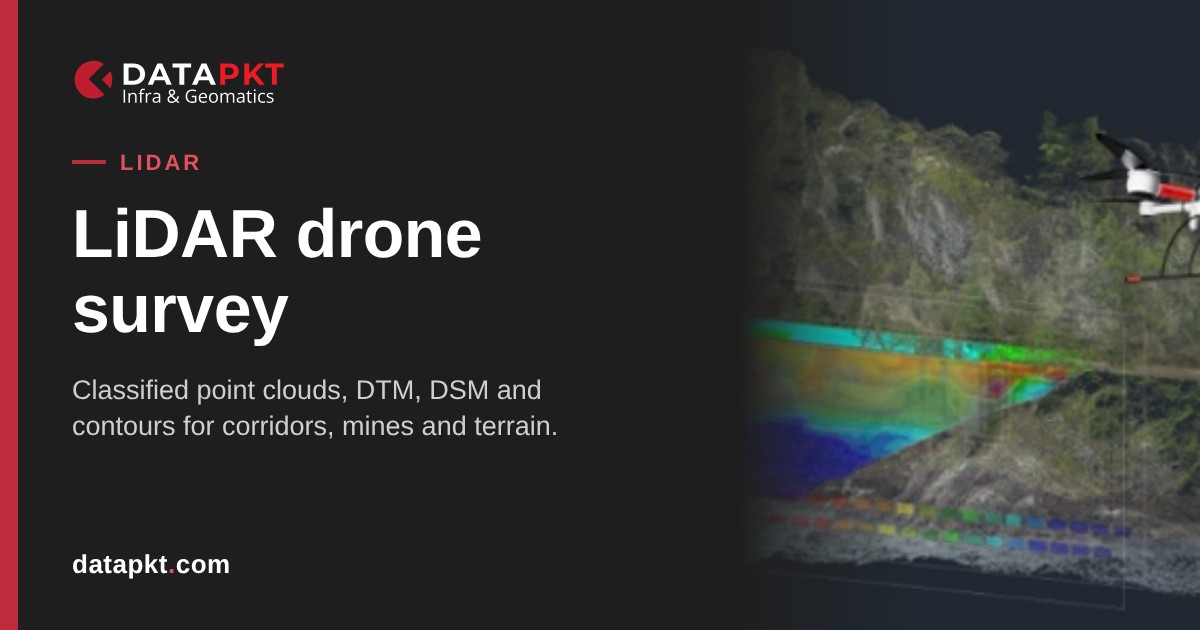 DATAPKT
Infra & Geomatics
LIDAR
LiDAR drone
survey
Classified point clouds, DTM, DSM and
contours for corridors, mines and terrain.
datapkt.com